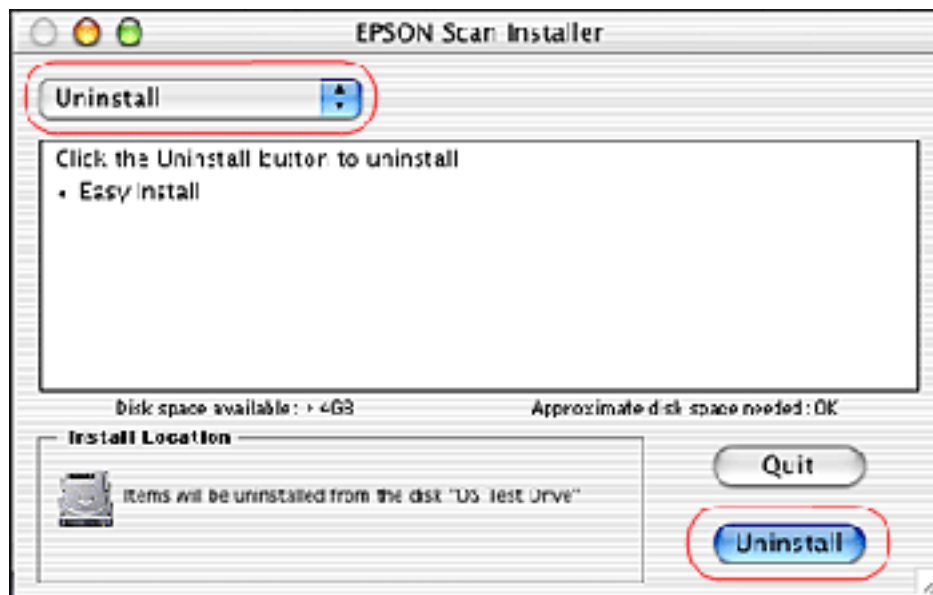 EPSON Scan Installer
Uninstall
Click the Uninstall button to uninstall
• Easy Install
Disk space available: > 4GB
Approximate disk space needed: OK
Install Location
Items will be uninstalled from the disk "OS Test Drive"
Quit
Uninstall